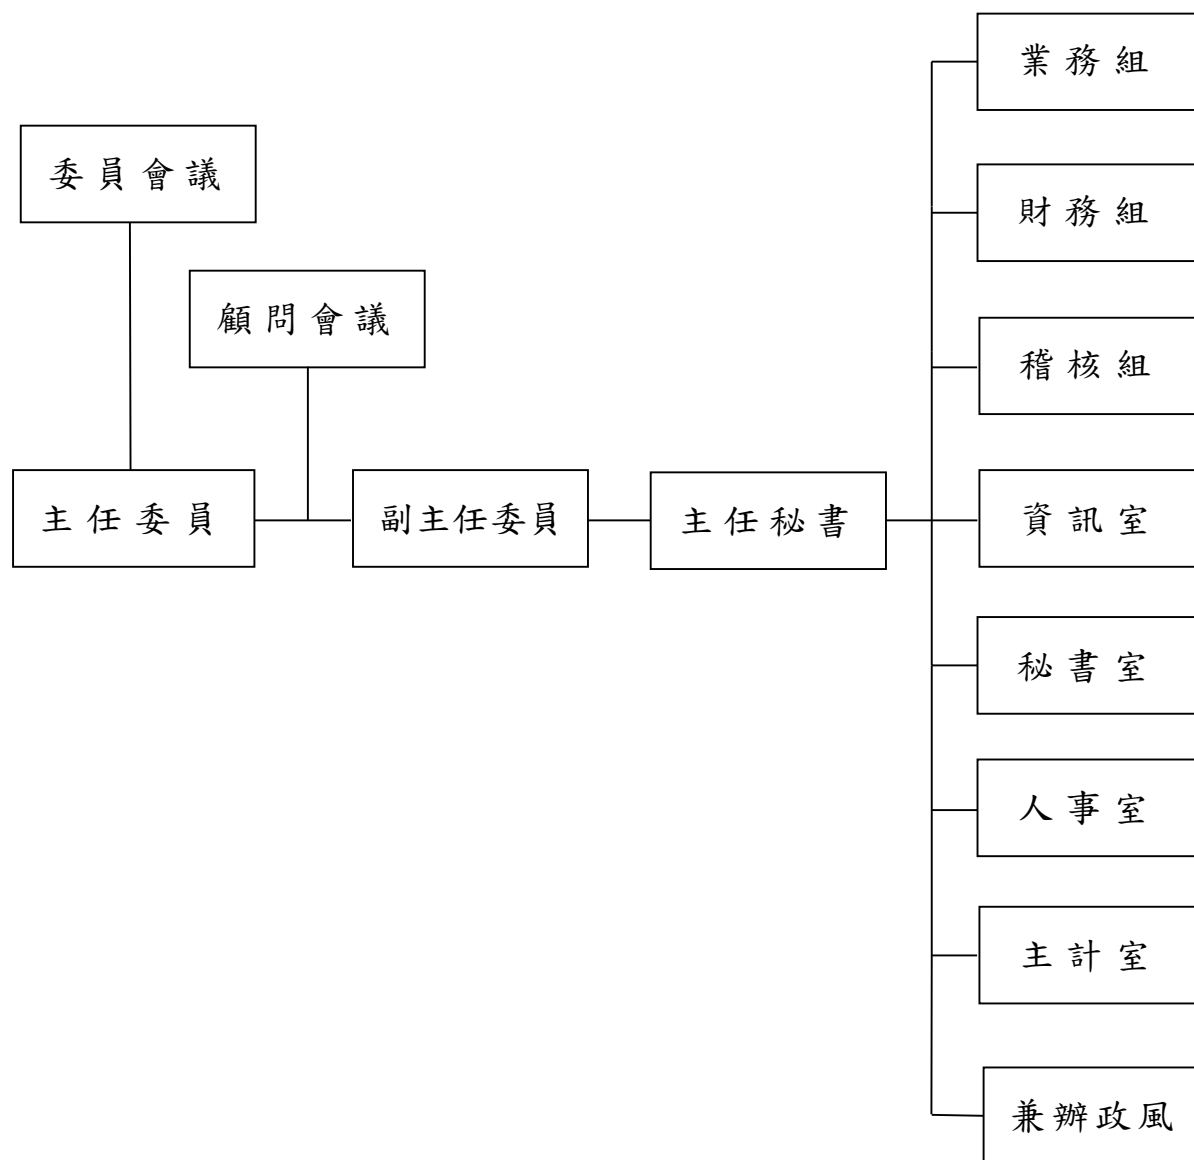 委員會議
顧問會議
主任委員
副主任委員
主任秘書
業務組
財務組
稽核組
資訊室
秘書室
人事室
主計室
兼辦政風